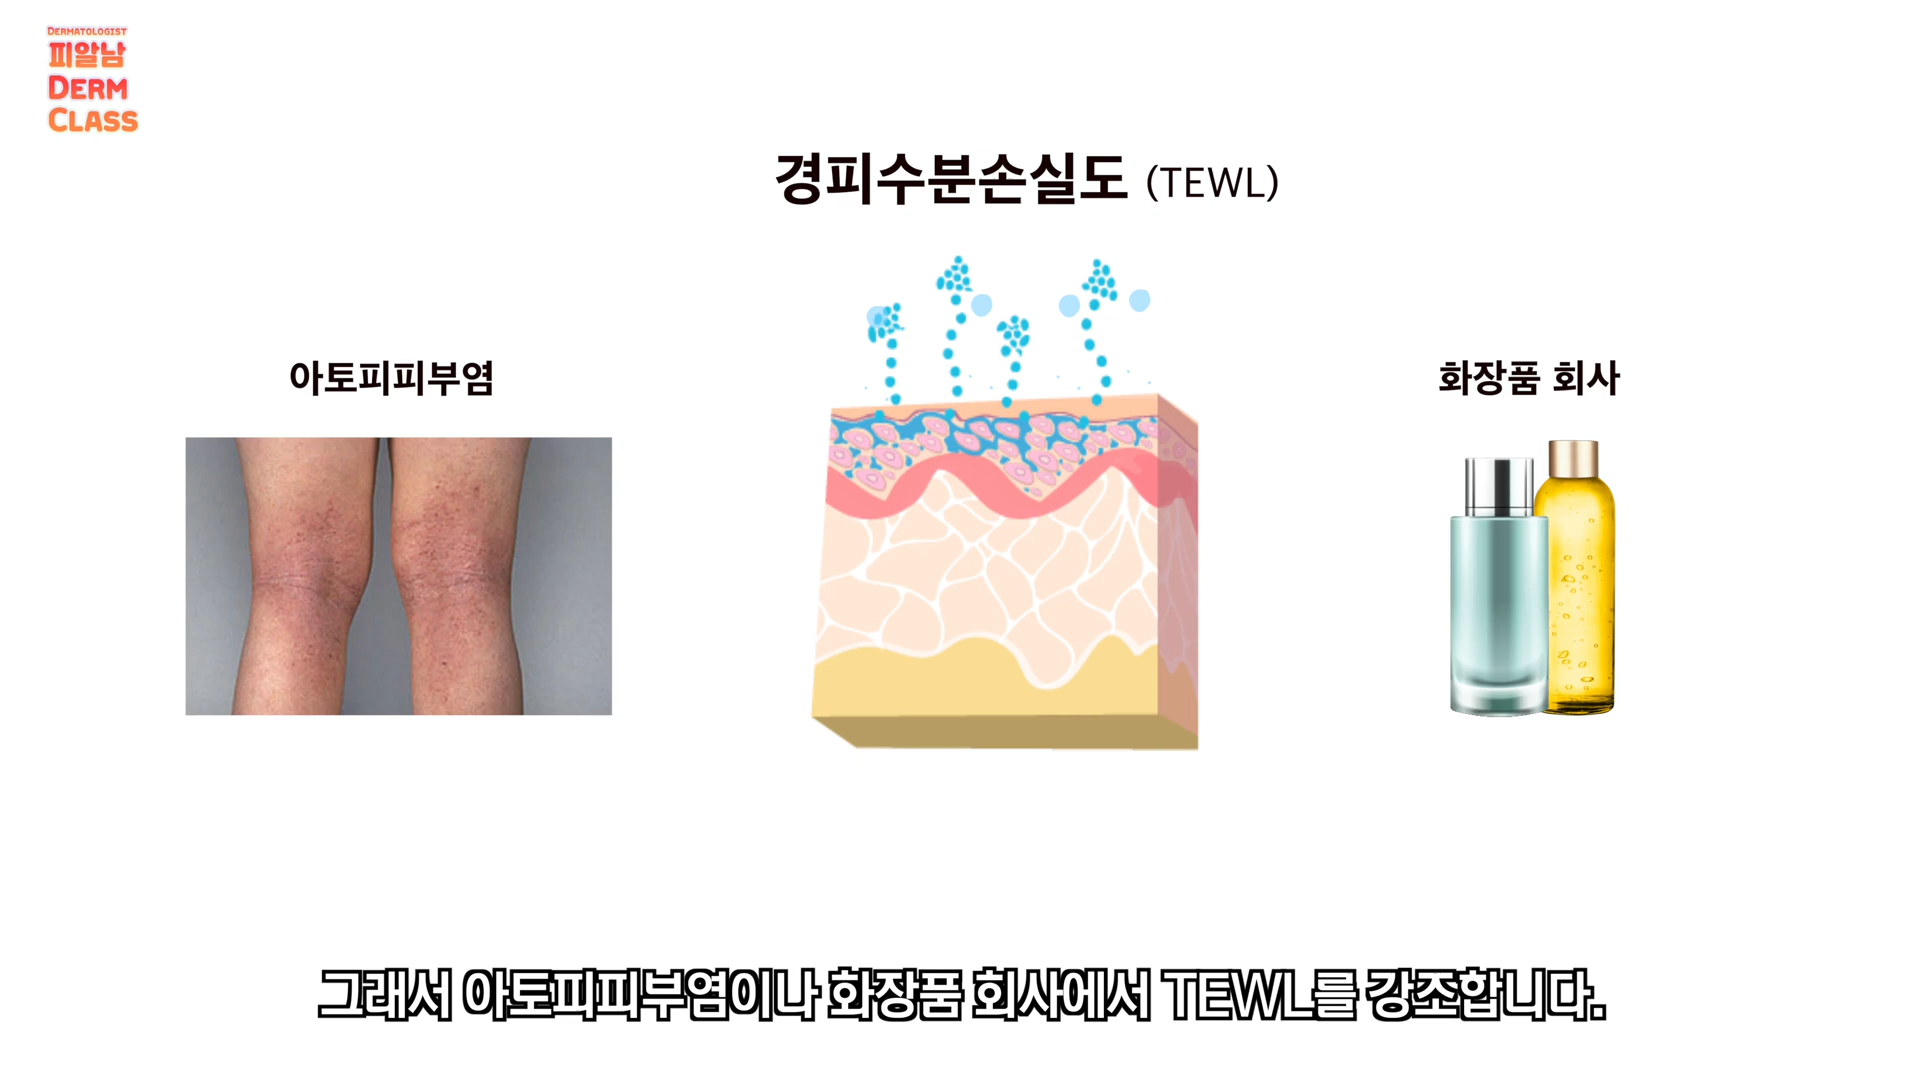 DERMATOLOGIST
피알남
DERM
CLASS
경피수분손실도 (TEWL)
아토피피부염
화장품 회사
그래서 아토피피부염이나 화장품 회사에서 TEWL를 강조합니다.